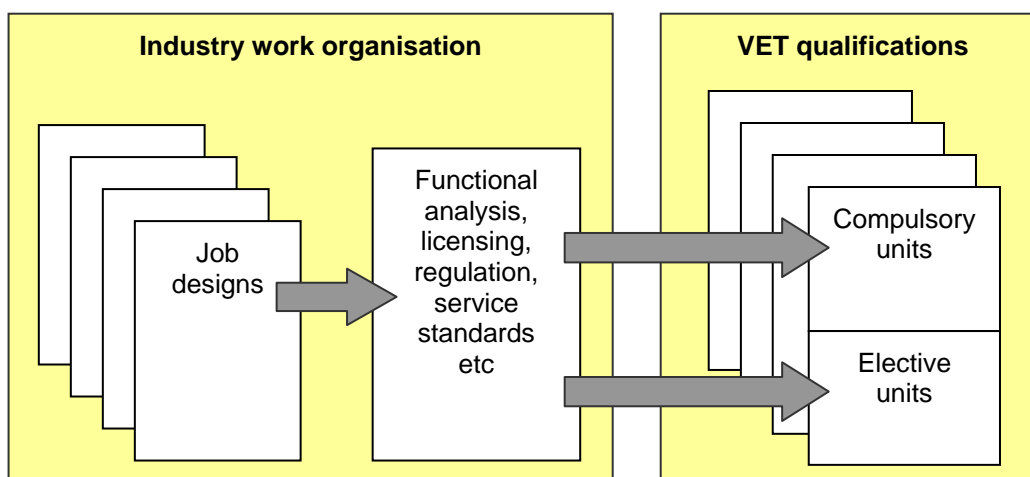 Industry work organisation
VET qualifications
Job
designs
Functional
analysis,
licensing,
regulation,
service
standards
etc
Compulsory
units
Elective
units